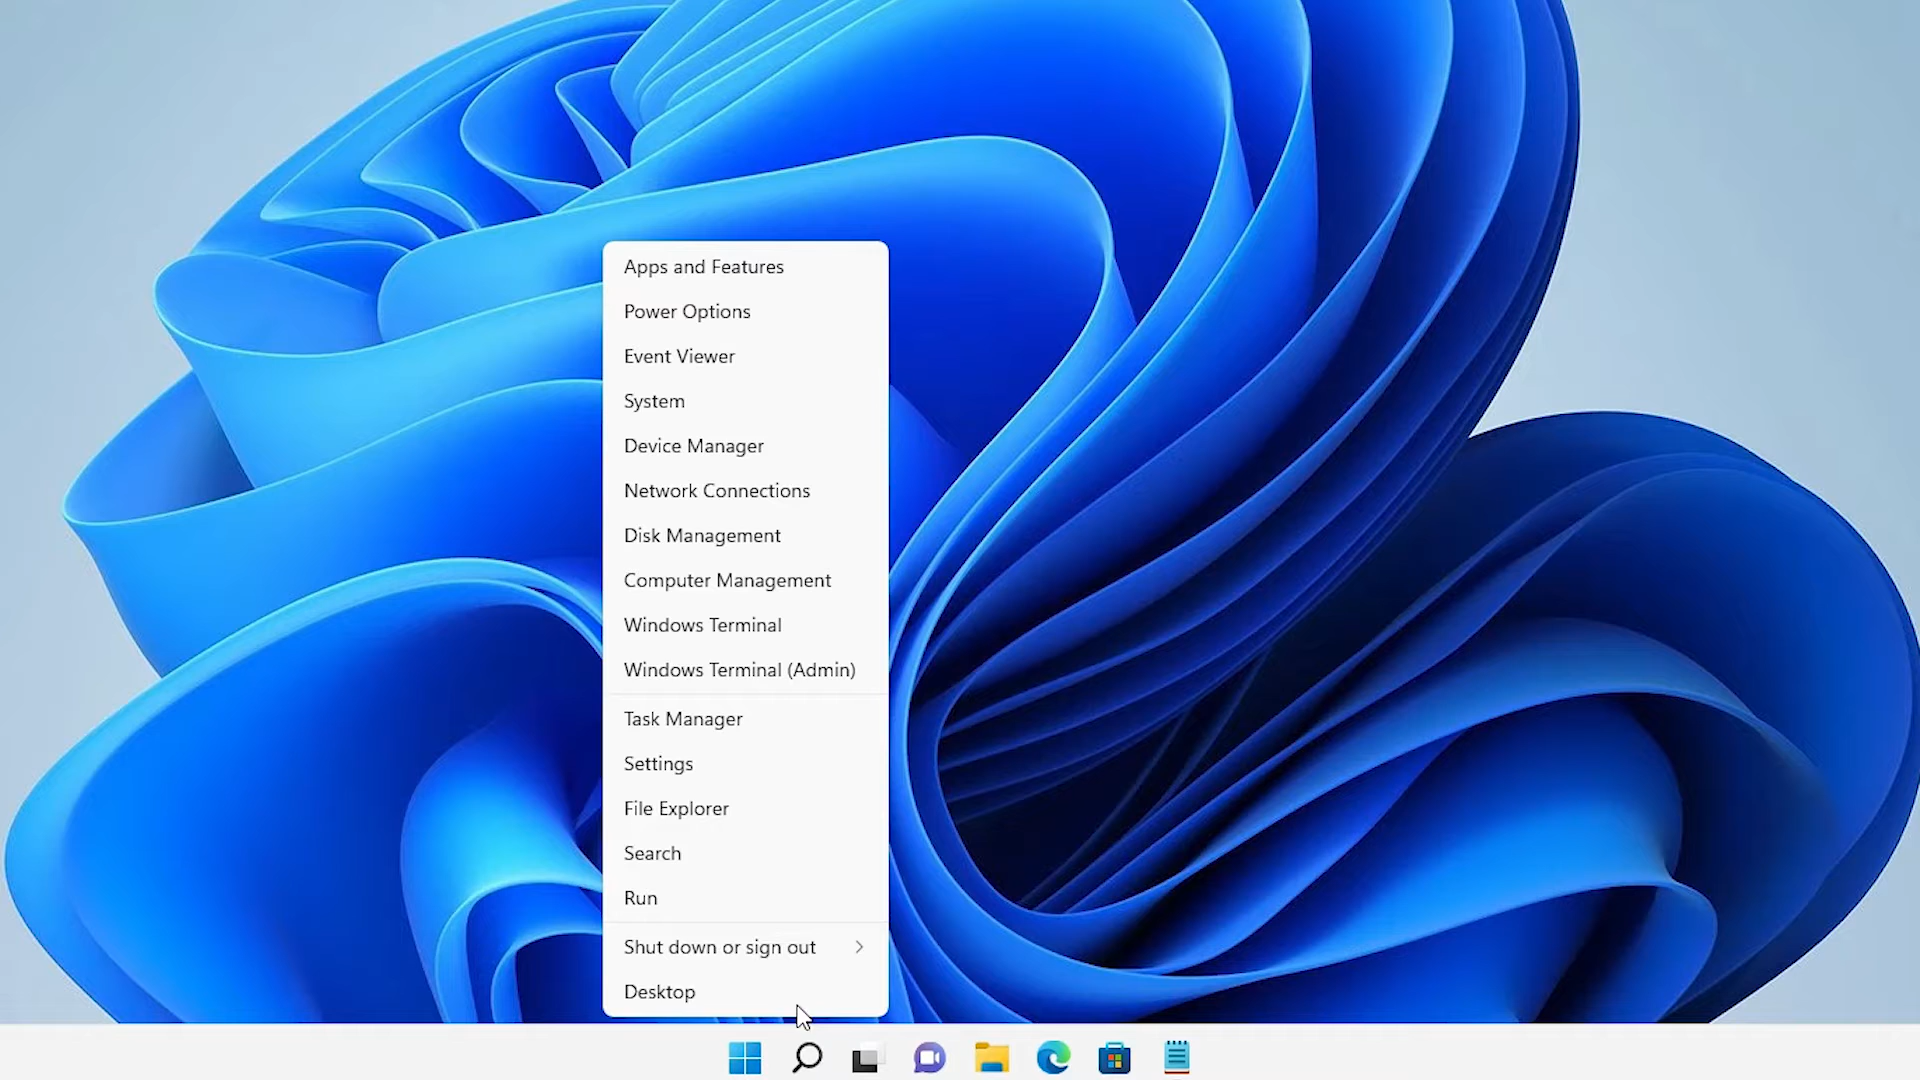 Apps and Features
Power Options
Event Viewer
System
Device Manager
Network Connections
Disk Management
Computer Management
Windows Terminal
Windows Terminal (Admin)
Task Manager
Settings
File Explorer
Search
Run
Shut down or sign out
Desktop